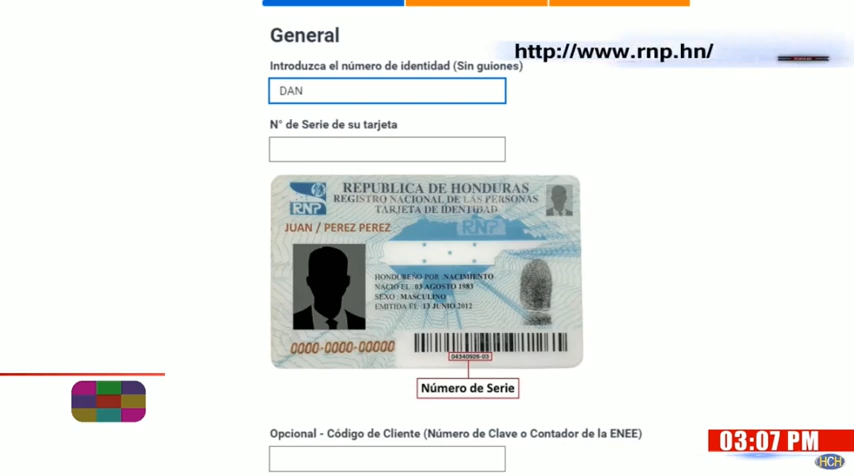 General
http://www.rnp.hn/
Introduzca el número de identidad (Sin guiones)
DAN
N° de Serie de su tarjeta
REPUBLICA DE HONDURAS
REGISTRO NACIONAL DE LAS PERSONAS
TARJETA DE IDENTIDAD
RNP
RNP
JUAN / PEREZ PEREZ
HONDUREÑO POR : NACIMIENTO
NACIO EL : 03 AGOSTO 1983
SEXO : MASCULINO
EMITIDA EL : 13 JUNIO 2012
0000-0000-00000
04340926-03
Número de Serie
Opcional - Código de Cliente (Número de Clave o Contador de la ENEE)
03:07 PM
HCH